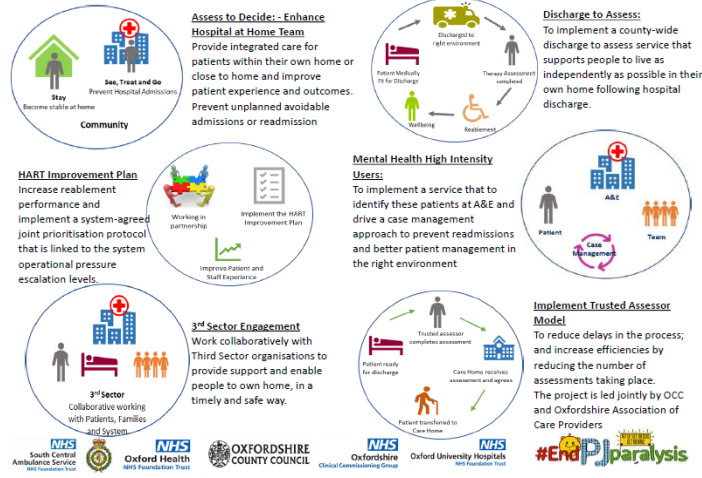 Stay
Become stable at home
See, Treat and Go
Prevent Hospital Admissions
Community
Assess to Decide: - Enhance
Hospital at Home Team
Provide integrated care for
patients within their own home or
close to home and improve
patient experience and outcomes.
Prevent unplanned avoidable
admissions or readmission
Discharged to
right environment
Patient Medically
Fit for Discharge
Therapy Assessment
completed
Wellbeing
Reablement
Discharge to Assess:
To implement a county-wide
discharge to assess service that
supports people to live as
independently as possible in their
own home following hospital
discharge.
HART Improvement Plan
Increase reablement
performance and
implement a system-agreed
joint prioritisation protocol
that is linked to the system
operational pressure
escalation levels.
Working in
partnership
Implement the HART
Improvement Plan
Improve Patient and
Staff Experience
Mental Health High Intensity
Users:
To implement a service that to
identify these patients at A&E and
drive a case management
approach to prevent readmissions
and better patient management in
the right environment
A&E
Patient
Team
Case
Management
3rd Sector
Collaborative working
with Patients, Families
and System
3rd Sector Engagement
Work collaboratively with
Third Sector organisations to
provide support and enable
people to own home, in a
timely and safe way.
Trusted assessor
completes assessment
Patient ready
for discharge
Care Home receives
assessment and agrees
Patient transferred to
Care Home
Implement Trusted Assessor
Model
To reduce delays in the process;
and increase efficiencies by
reducing the number of
assessments taking place.
The project is led jointly by OCC
and Oxfordshire Association of
Care Providers
NHS
South Central
Ambulance Service
NHS Foundation Trust
NHS
Oxford Health
NHS Foundation Trust
OXFORDSHIRE
COUNTY COUNCIL
NHS
Oxfordshire
Clinical Commissioning Group
NHS
Oxford University Hospitals
NHS Foundation Trust
#EndPJparalysis